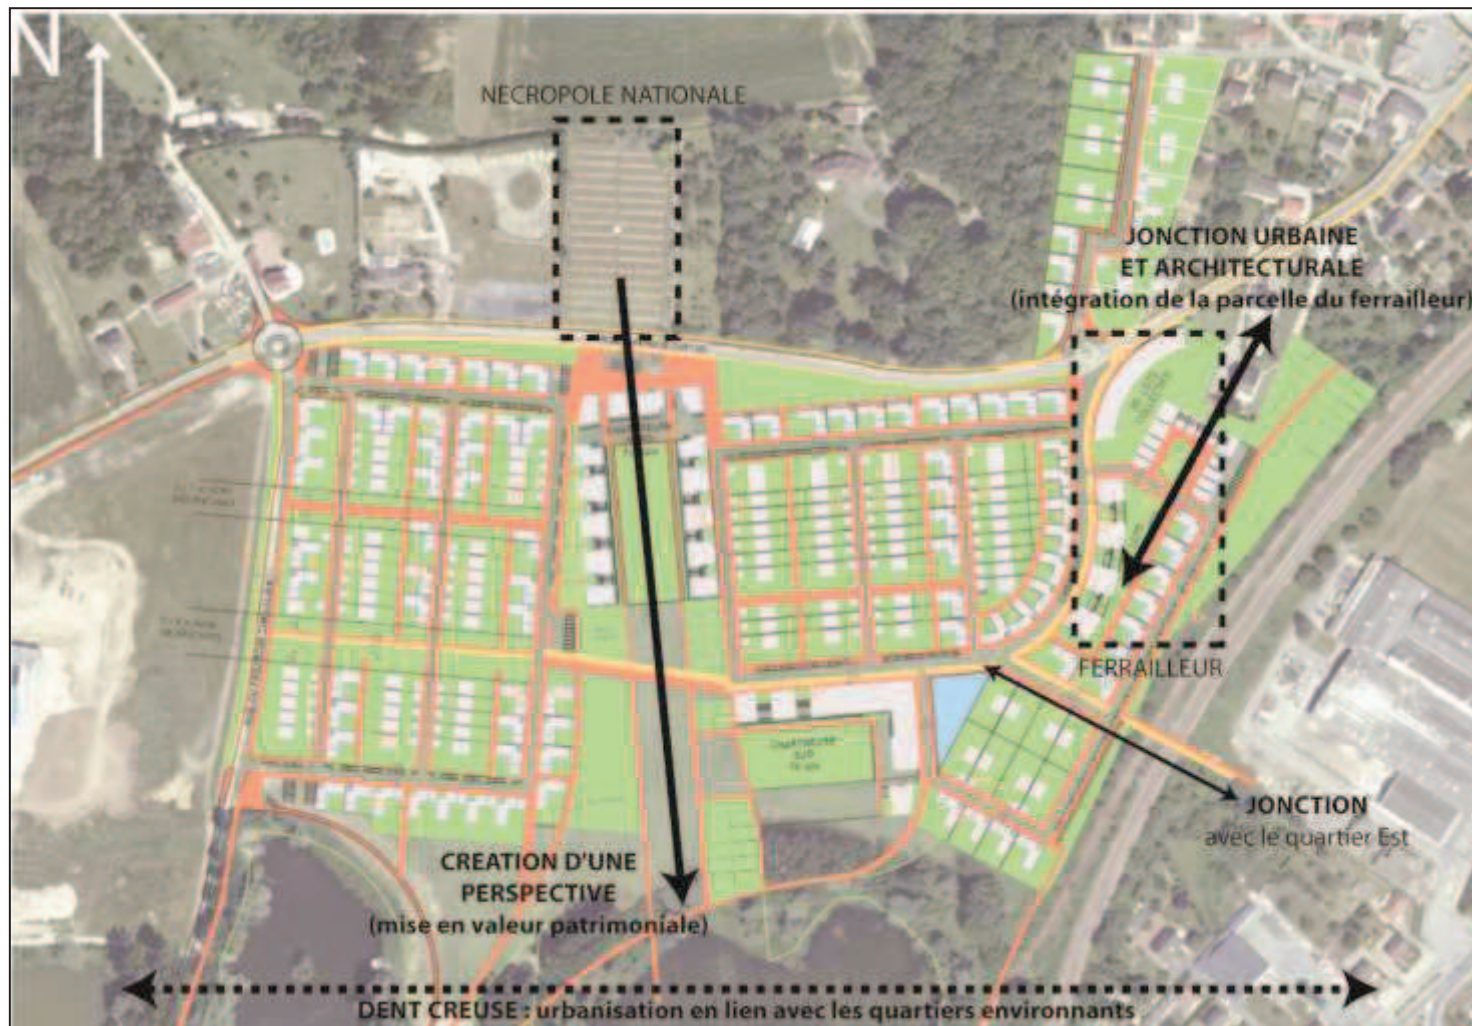 N
NECROPOLE NATIONALE
JONCTION URBAINE
ET ARCHITECTURALE
(intégration de la parcelle du ferrailleur)
FERRAILLEUR
JONCTION
avec le quartier Est
CREATION D'UNE
PERSPECTIVE
(mise en valeur patrimoniale)
DENT CREUSE : urbanisation en lien avec les quartiers environnants